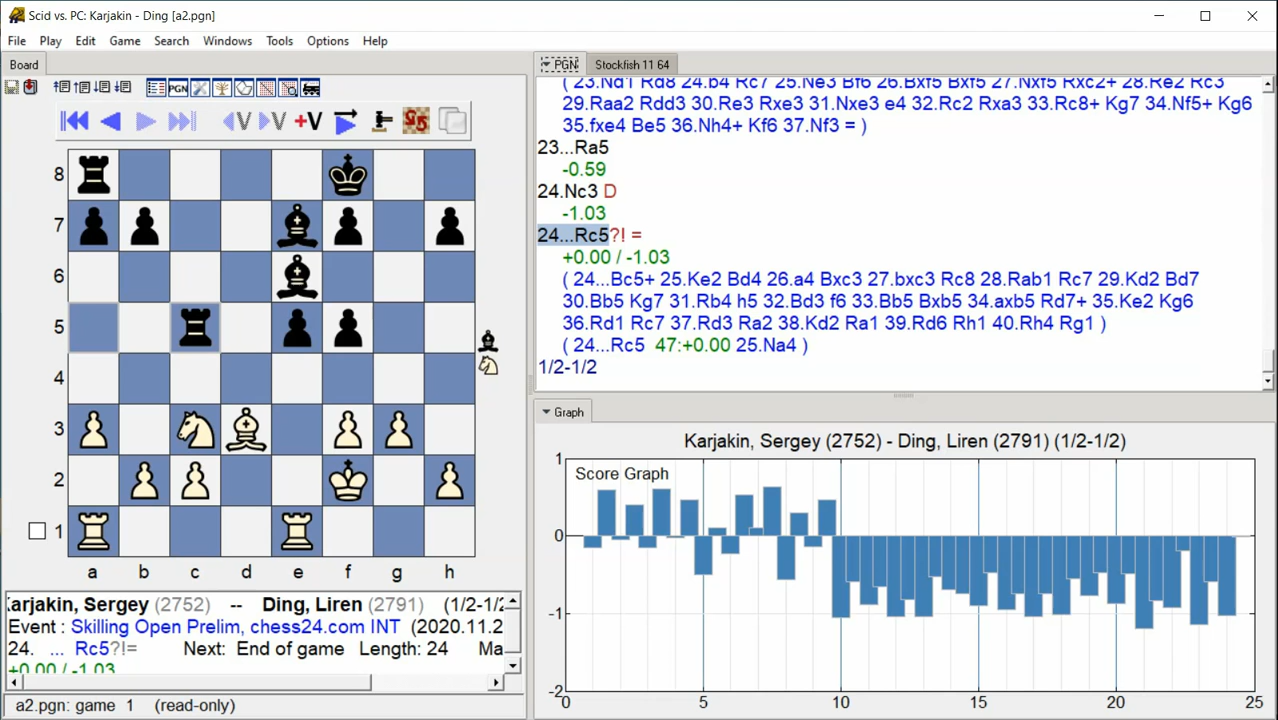 Scid vs. PC: Karjakin - Ding [a2.pgn]
File Play Edit Game Search Windows Tools Options Help
Board
PGN
V V +V
8
7
6
5
4
3
2
1
a b c d e f g h
Karjakin, Sergey (2752) -- Ding, Liren (2791) (1/2-1/2
Event : Skilling Open Prelim, chess24.com INT (2020.11.2
24. ... Rc5?!= Next: End of game Length: 24 Ma
+0.00 / -1.03
a2.pgn: game 1 (read-only)
PGN Stockfish 11 64
( 23.Nd1 Rd8 24.b4 Rc7 25.Ne3 Bf6 26.Bxf5 Bxf5 27.Nxf5 Rxc2+ 28.Re2 Rc3
29.Raa2 Rdd3 30.Re3 Rxe3 31.Nxe3 e4 32.Rc2 Rxa3 33.Rc8+ Kg7 34.Nf5+ Kg6
35.fxe4 Be5 36.Nh4+ Kf6 37.Nf3 = )
23...Ra5
-0.59
24.Nc3 D
-1.03
24...Rc5?! =
+0.00 / -1.03
( 24...Bc5+ 25.Ke2 Bd4 26.a4 Bxc3 27.bxc3 Rc8 28.Rab1 Rc7 29.Kd2 Bd7
30.Bb5 Kg7 31.Rb4 h5 32.Bd3 f6 33.Bb5 Bxb5 34.axb5 Rd7+ 35.Ke2 Kg6
36.Rd1 Rc7 37.Rd3 Ra2 38.Kd2 Ra1 39.Rd6 Rh1 40.Rh4 Rg1 )
( 24...Rc5 47:+0.00 25.Na4 )
1/2-1/2
Graph
Karjakin, Sergey (2752) - Ding, Liren (2791) (1/2-1/2)
Score Graph
1
0
-1
-2
0 5 10 15 20 25